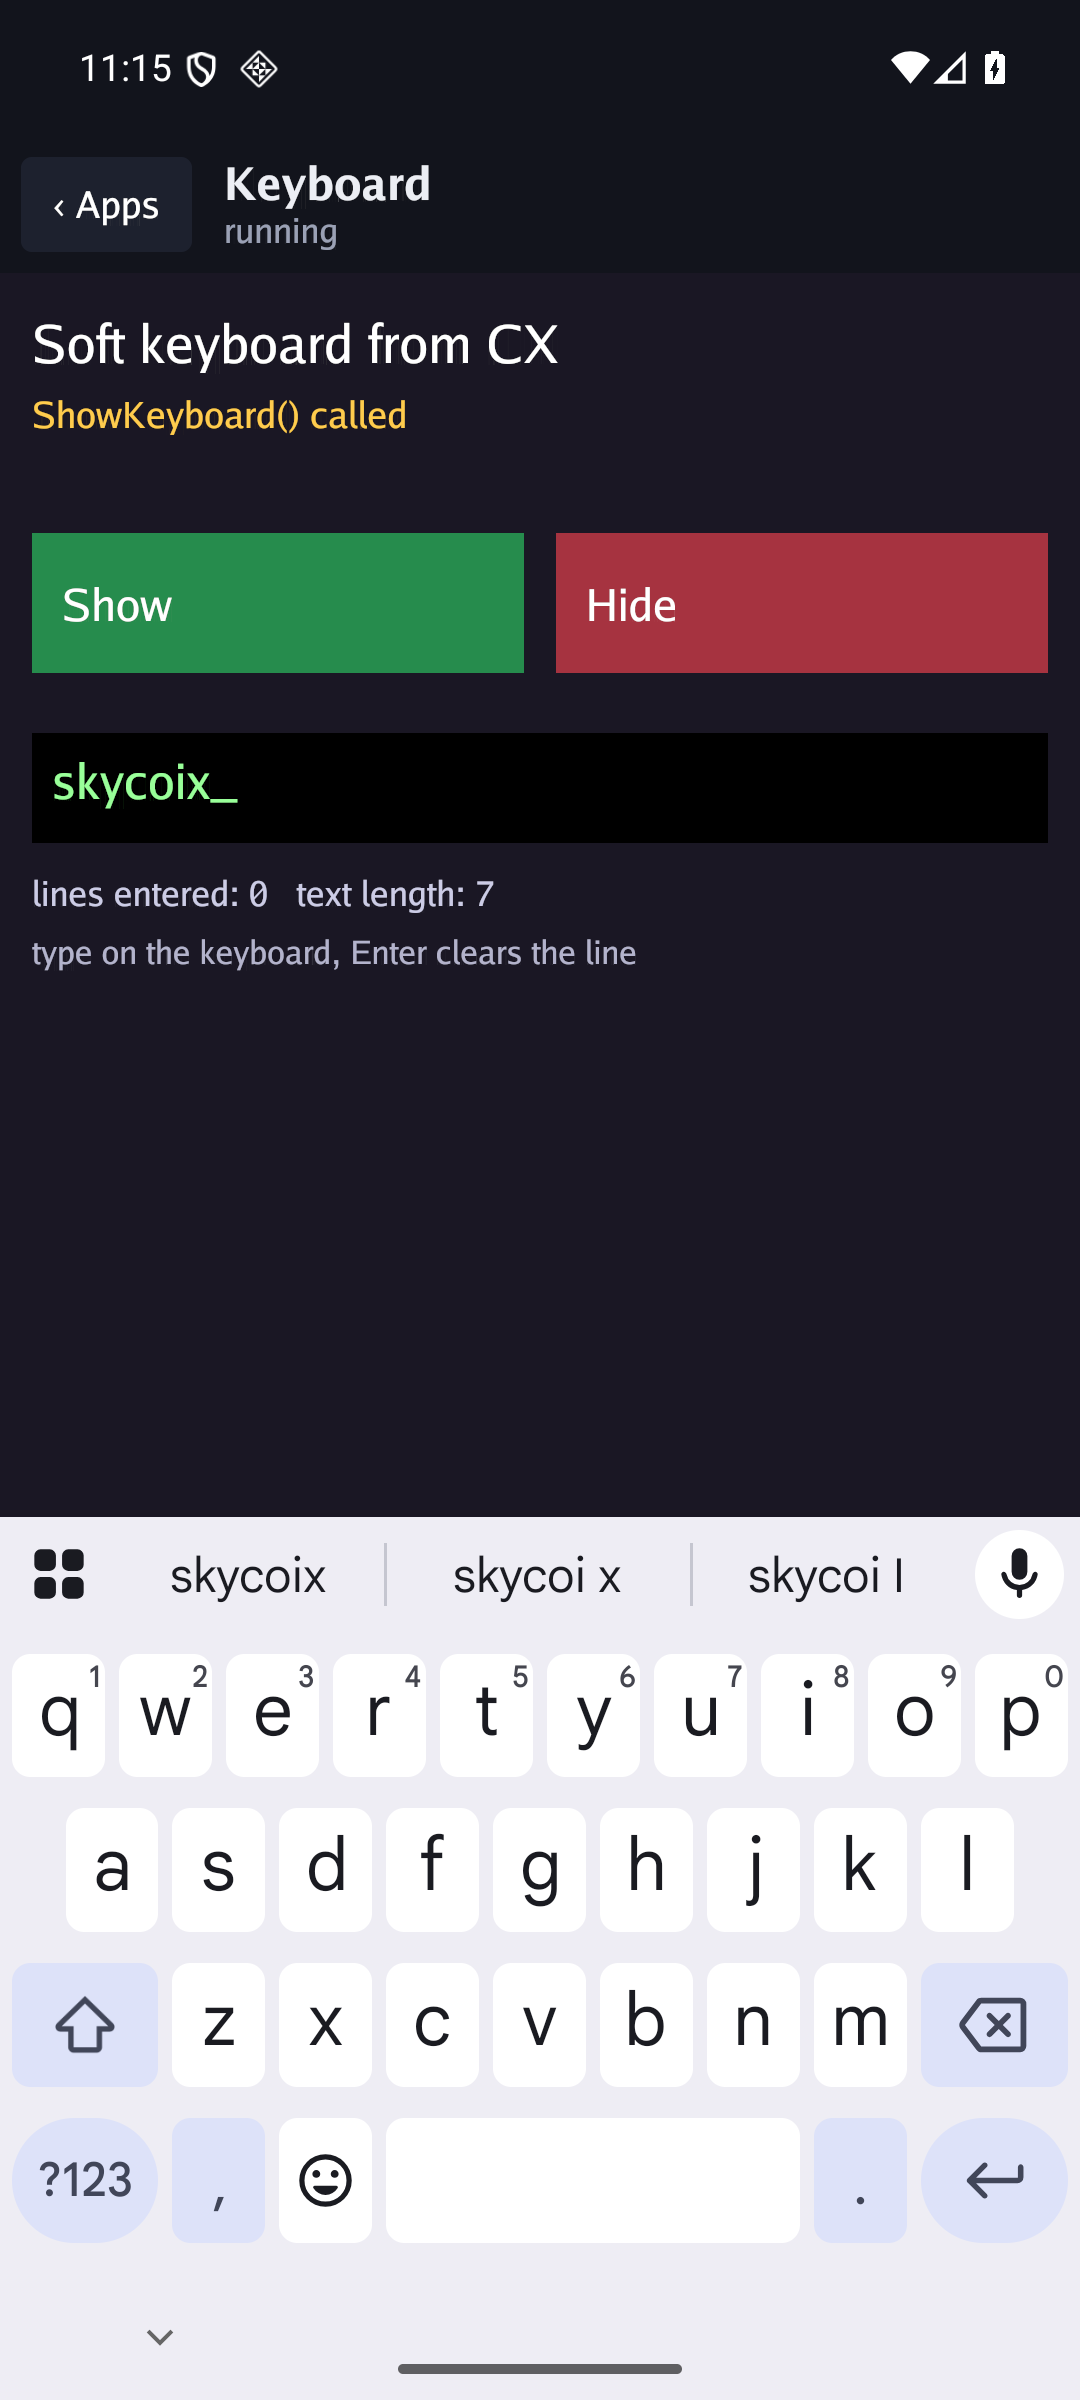 11:15
‹ Apps
Keyboard
running
Soft keyboard from CX
ShowKeyboard() called
Show
Hide
skycoix_
lines entered: 0 text length: 7
type on the keyboard, Enter clears the line
skycoix skycoi x skycoi l
q1 w2 e3 r4 t5 y6 u7 i8 o9 p0
a s d f g h j k l
z x c v b n m
?123 , .